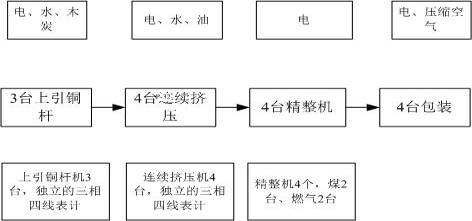 电、水、木
炭
电、水、油
电
电、压缩空
气
3台上引铜
杆
4台连续挤
压
4台精整机
4台包装
上引铜杆机3
台，独立的三相
四线表计
连续挤压机4
台，独立的三相
四线表计
精整机4个，煤2
台、燃气2台